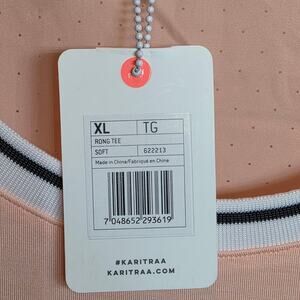 XL TG
RONG TEE
SOFT 622213
Made in China/Fabriqué en Chine
7 048652 293619
#KARITRAA
KARITRAA.COM